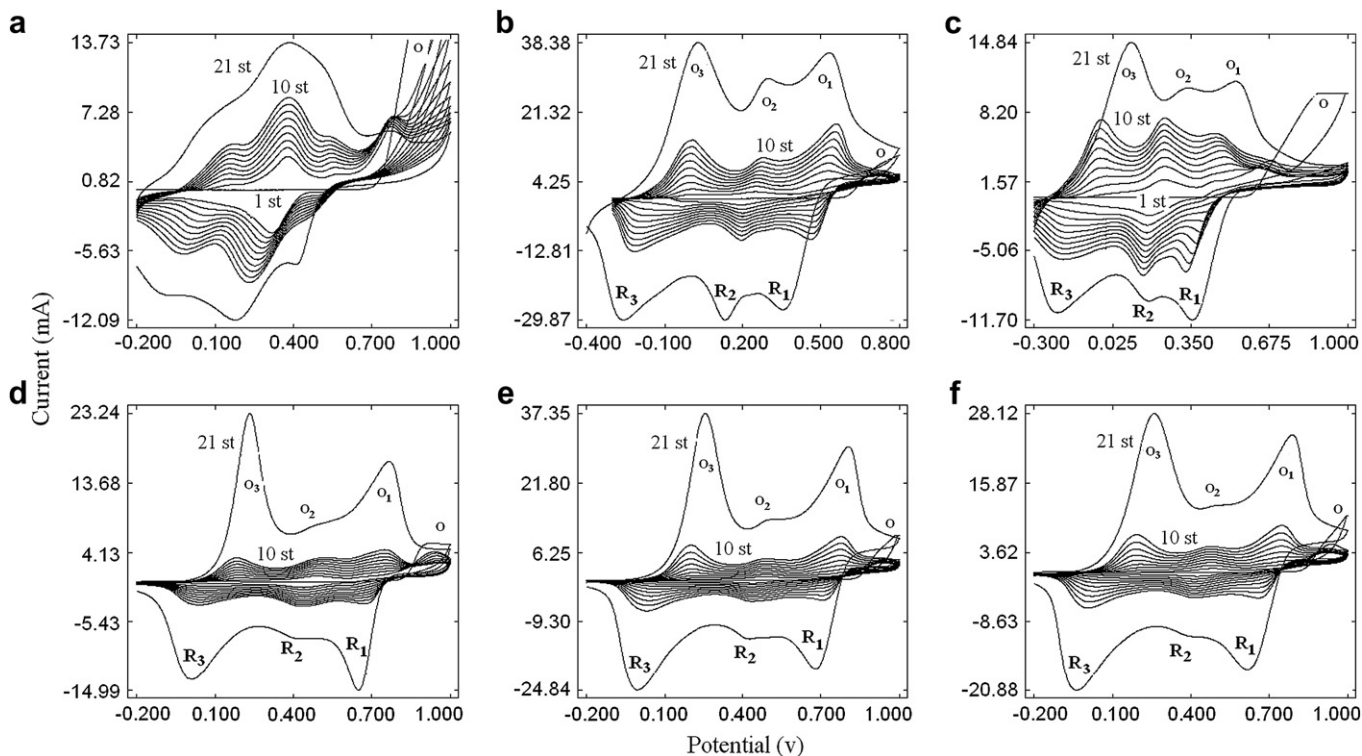 a
13.73
7.28
0.82
-5.63
-12.09
21 st
10 st
1 st
O
-0.200 0.100 0.400 0.700 1.000
b
38.38
21.32
4.25
-12.81
-29.87
21 st
10 st
O3
O2
O1
O
R3
R2
R1
-0.400 -0.100 0.200 0.500 0.800
c
14.84
8.20
1.57
-5.06
-11.70
21 st
10 st
1 st
O3
O2
O1
O
R3
R2
R1
-0.300 0.025 0.350 0.675 1.000
Current (mA)
d
23.24
13.68
4.13
-5.43
-14.99
21 st
10 st
O3
O2
O1
O
R3
R2
R1
-0.200 0.100 0.400 0.700 1.000
e
37.35
21.80
6.25
-9.30
-24.84
21 st
10 st
O3
O2
O1
O
R3
R2
R1
-0.200 0.100 0.400 0.700 1.000
f
28.12
15.87
3.62
-8.63
-20.88
21 st
10 st
O3
O2
O1
O
R3
R2
R1
-0.200 0.100 0.400 0.700 1.000
Potential (v)